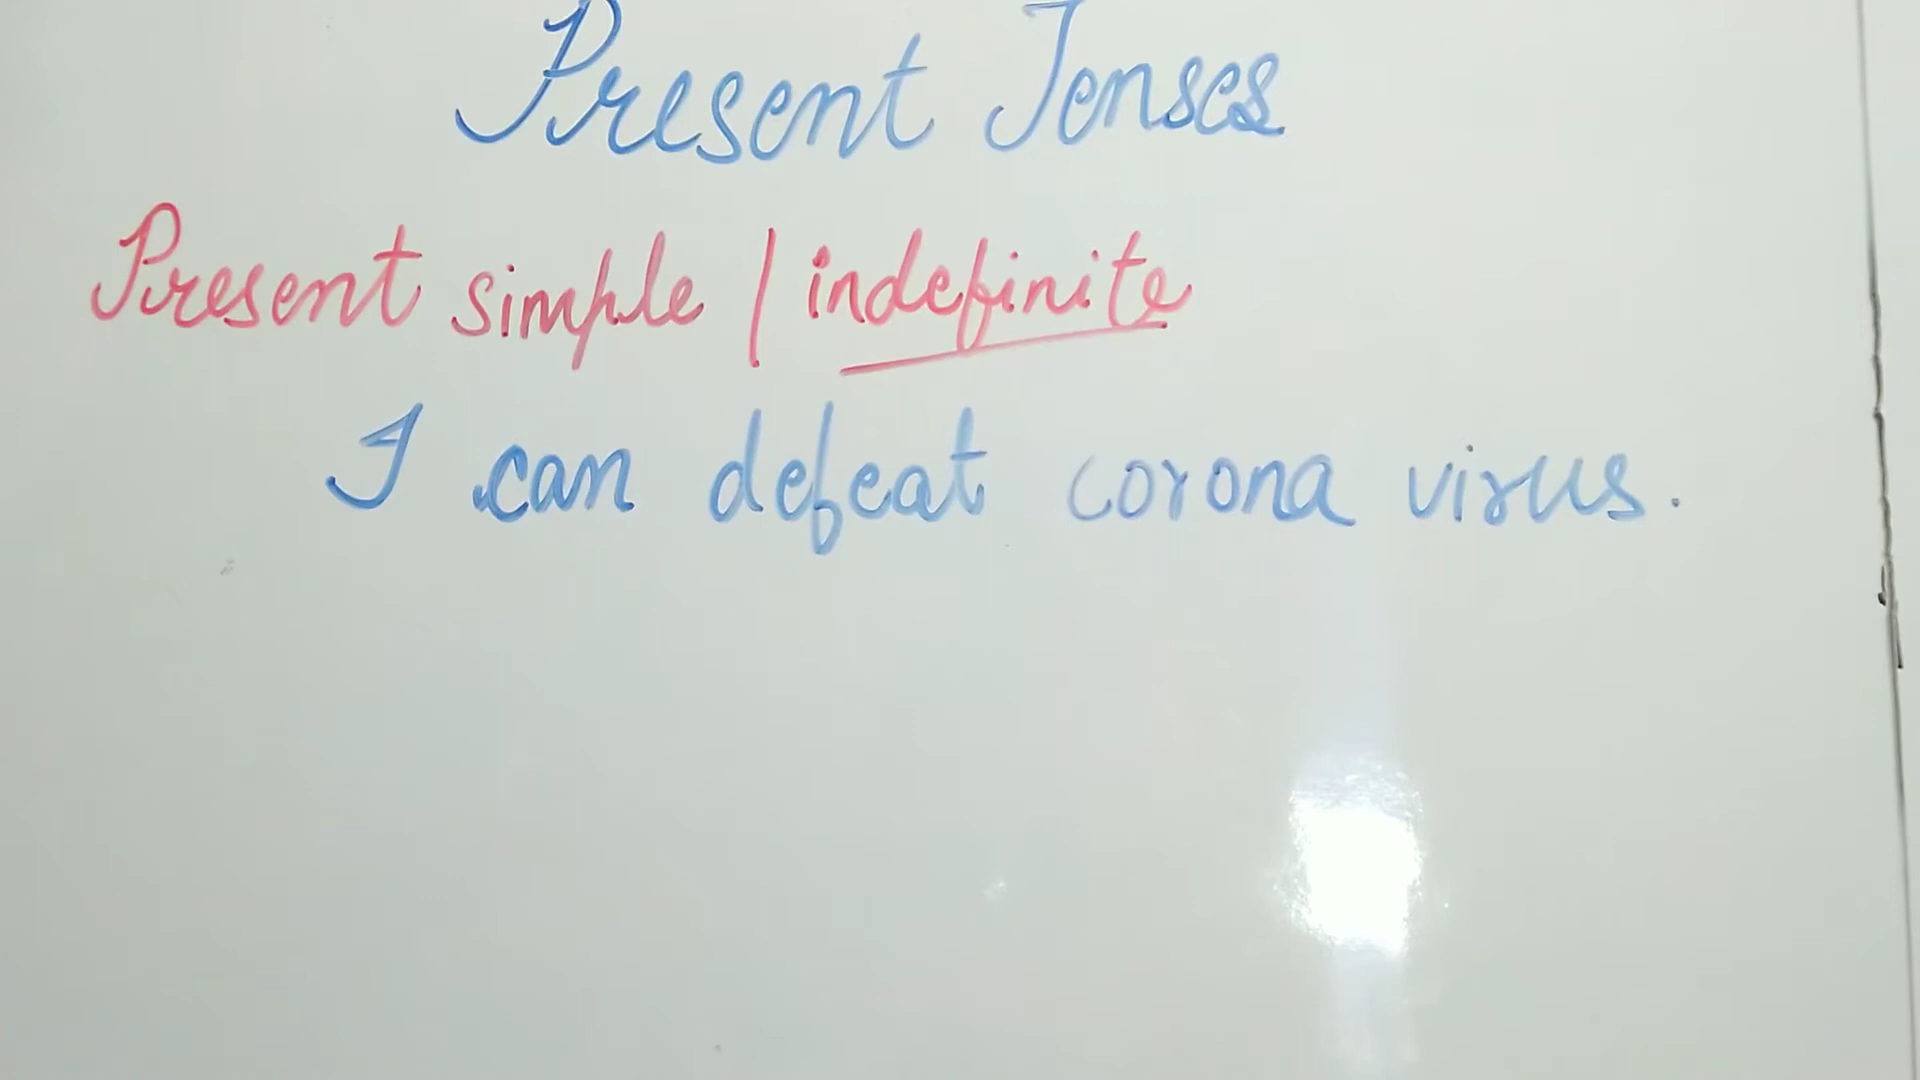 Present Tenses
Present simple / indefinite
I can defeat corona virus.